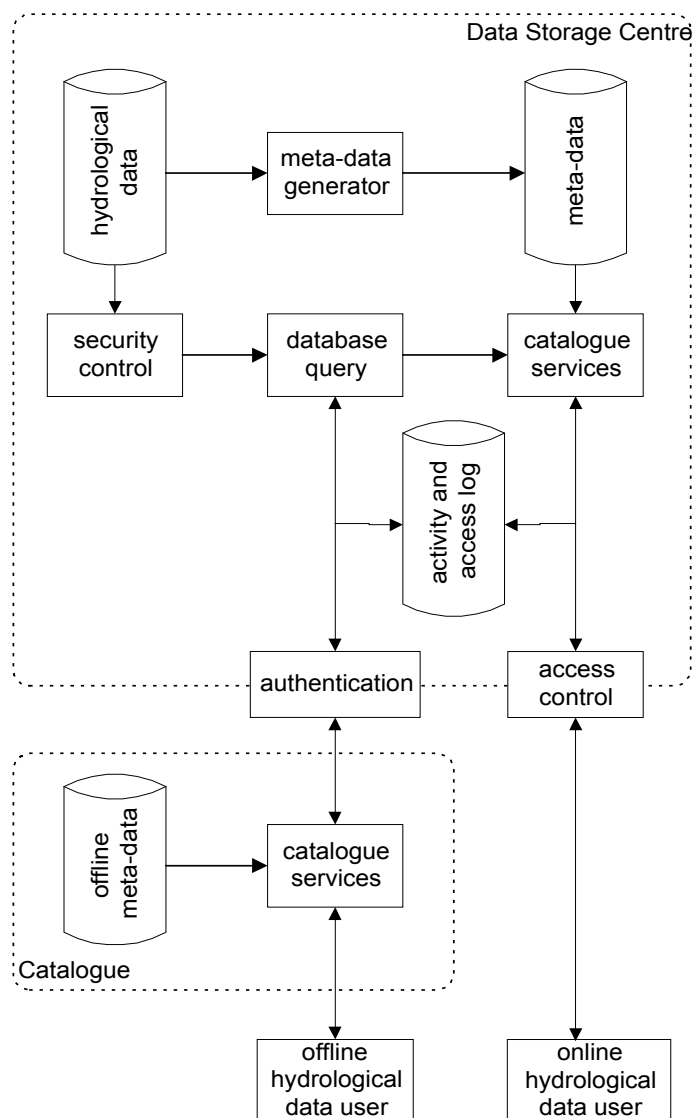 Data Storage Centre
hydrological
data
meta-data
generator
meta-data
security
control
database
query
catalogue
services
activity and
access log
authentication
access
control
offline
meta-data
catalogue
services
Catalogue
offline
hydrological
data user
online
hydrological
data user